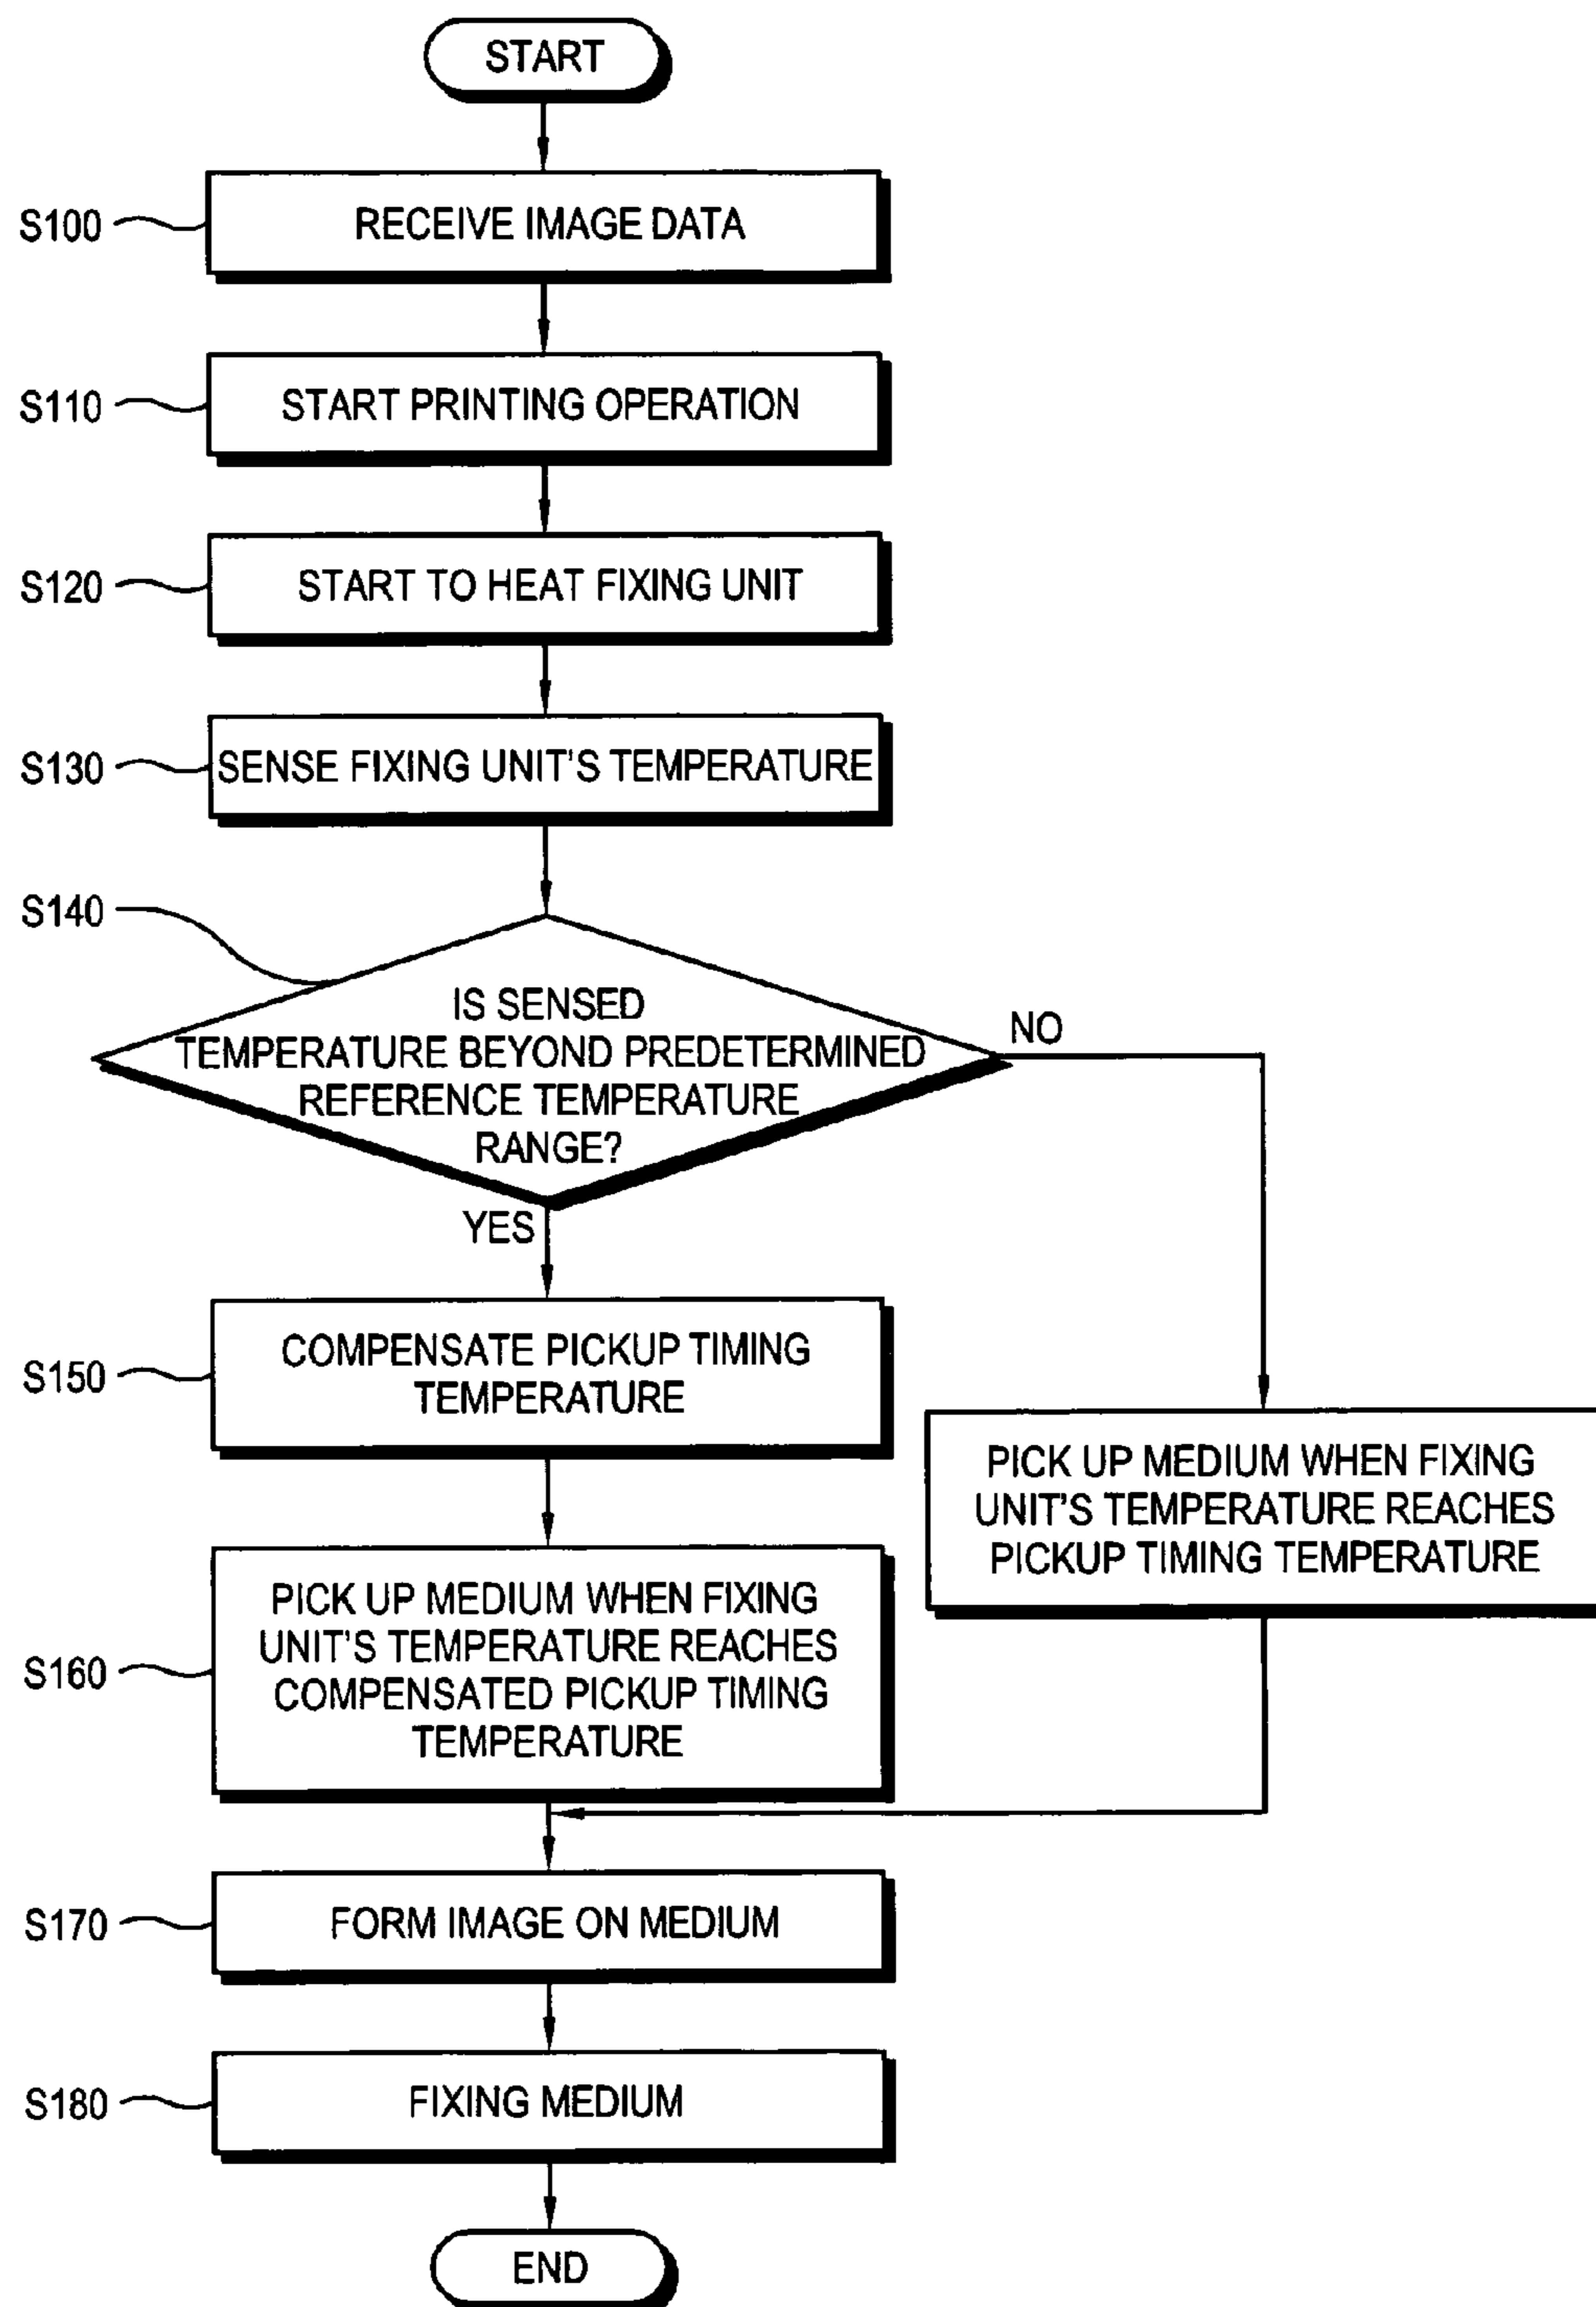 START
S100
RECEIVE IMAGE DATA
S110
START PRINTING OPERATION
S120
START TO HEAT FIXING UNIT
S130
SENSE FIXING UNIT'S TEMPERATURE
S140
IS SENSED
TEMPERATURE BEYOND PREDETERMINED
REFERENCE TEMPERATURE
RANGE?
NO
YES
S150
COMPENSATE PICKUP TIMING
TEMPERATURE
PICK UP MEDIUM WHEN FIXING
UNIT'S TEMPERATURE REACHES
PICKUP TIMING TEMPERATURE
S160
PICK UP MEDIUM WHEN FIXING
UNIT'S TEMPERATURE REACHES
COMPENSATED PICKUP TIMING
TEMPERATURE
S170
FORM IMAGE ON MEDIUM
S180
FIXING MEDIUM
END